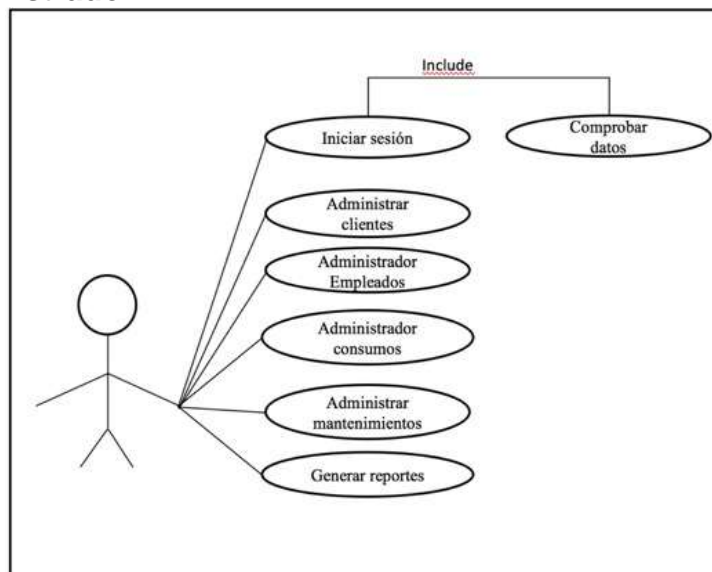 Include
Iniciar sesión
Comprobar
datos
Administrar
clientes
Administrador
Empleados
Administrador
consumos
Administrar
mantenimientos
Generar reportes